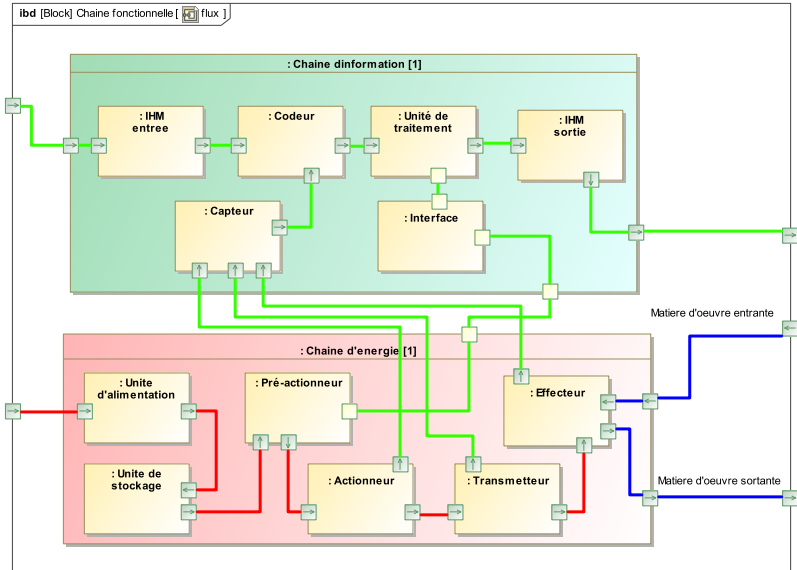 ibd [Block] Chaine fonctionnelle [ flux ]
: Chaine dinformation [1]
: IHM
entree
: Codeur
: Unité de
traitement
: IHM
sortie
: Capteur
: Interface
Matiere d'oeuvre entrante
: Chaine d'energie [1]
: Unite
d'alimentation
: Pré-actionneur
: Effecteur
: Unite de
stockage
: Actionneur
: Transmetteur
Matiere d'oeuvre sortante